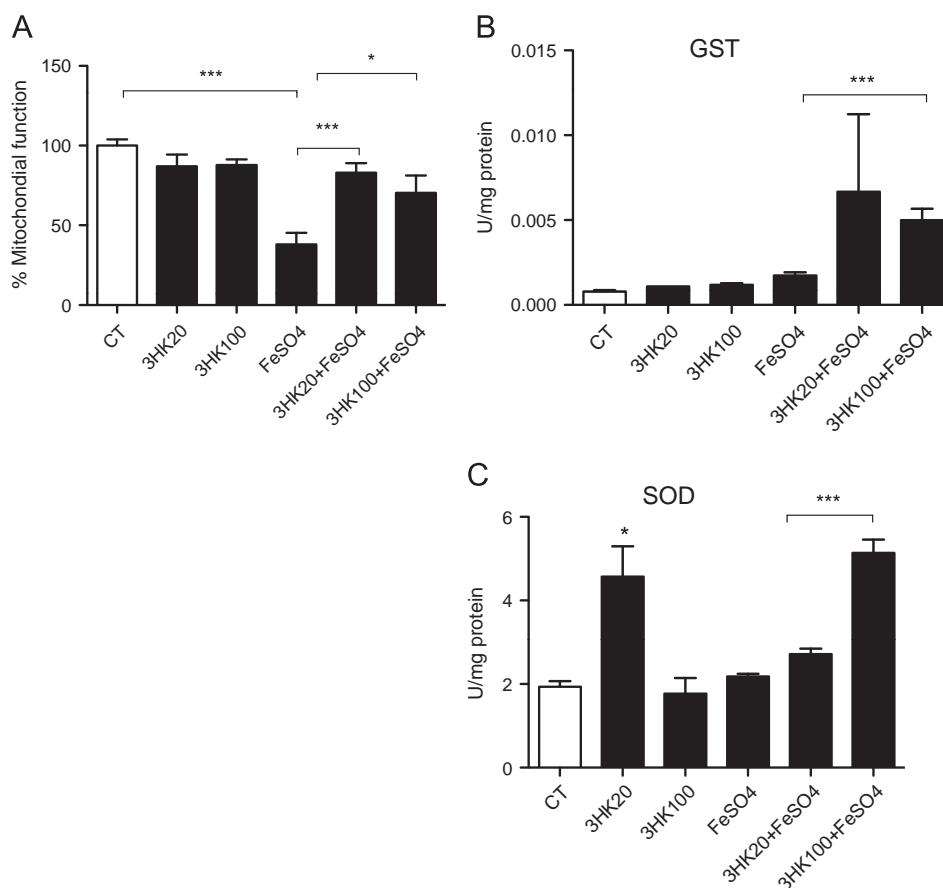 A
% Mitochondial function
150
100
50
0
***
*
***
CT
3HK20
3HK100
FeSO4
3HK20+FeSO4
3HK100+FeSO4
B
GST
U/mg protein
0.015
0.010
0.005
0.000
***
CT
3HK20
3HK100
FeSO4
3HK20+FeSO4
3HK100+FeSO4
C
SOD
U/mg protein
6
4
2
0
*
***
CT
3HK20
3HK100
FeSO4
3HK20+FeSO4
3HK100+FeSO4